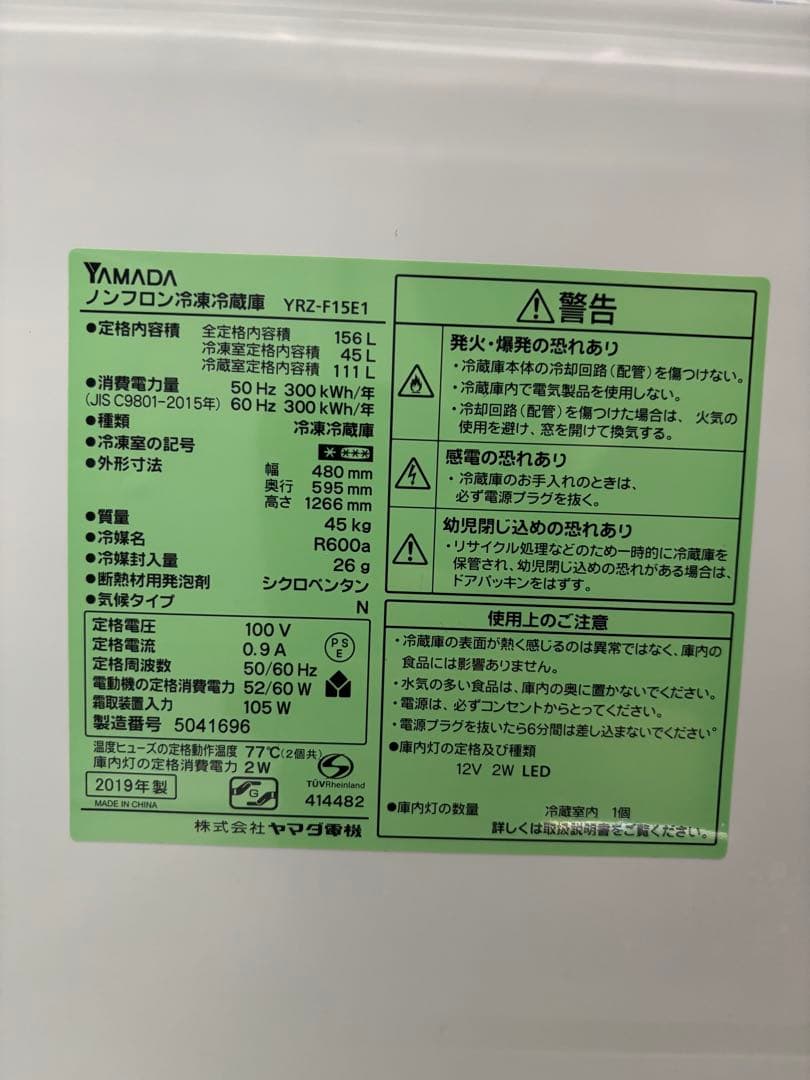 YAMADA
ノンフロン冷凍冷蔵庫 YRZ-F15E1
●定格内容積 全定格内容積 156 L
冷凍室定格内容積 45 L
冷蔵室定格内容積 111 L
●消費電力量 50 Hz 300 kWh/年
(JIS C9801-2015年) 60 Hz 300 kWh/年
●種類 冷凍冷蔵庫
●冷凍室の記号
●外形寸法 幅 480 mm
奥行 595 mm
高さ 1266 mm
●質量 45 kg
●冷媒名 R600a
●冷媒封入量 26 g
●断熱材用発泡剤 シクロペンタン
●気候タイプ N
定格電圧 100 V
定格電流 0.9 A
定格周波数 50/60 Hz
電動機の定格消費電力 52/60 W
霜取装置入力 105 W
製造番号 5041696
PS
E
温度ヒューズの定格動作温度 77℃(2個共)
庫内灯の定格消費電力 2 W
2019年製
MADE IN CHINA
G
TÜVRheinland
414482
株式会社ヤマダ電機
警告
発火・爆発の恐れあり
・冷蔵庫本体の冷却回路(配管)を傷つけない。
・冷蔵庫内で電気製品を使用しない。
・冷却回路(配管)を傷つけた場合は、火気の
使用を避け、窓を開けて換気する。
感電の恐れあり
・冷蔵庫のお手入れのときは、
必ず電源プラグを抜く。
幼児閉じ込めの恐れあり
・リサイクル処理などのため一時的に冷蔵庫を
保管され、幼児閉じ込めの恐れがある場合は、
ドアパッキンをはずす。
使用上のご注意
・冷蔵庫の表面が熱く感じるのは異常ではなく、庫内の
食品には影響ありません。
・水気の多い食品は、庫内の奥に置かないでください。
・電源は、必ずコンセントからとってください。
・電源プラグを抜いたら6分間は差し込まないでください。
●庫内灯の定格及び種類
12V 2W LED
●庫内灯の数量 冷蔵室内 1個
詳しくは取扱説明書をご覧ください。